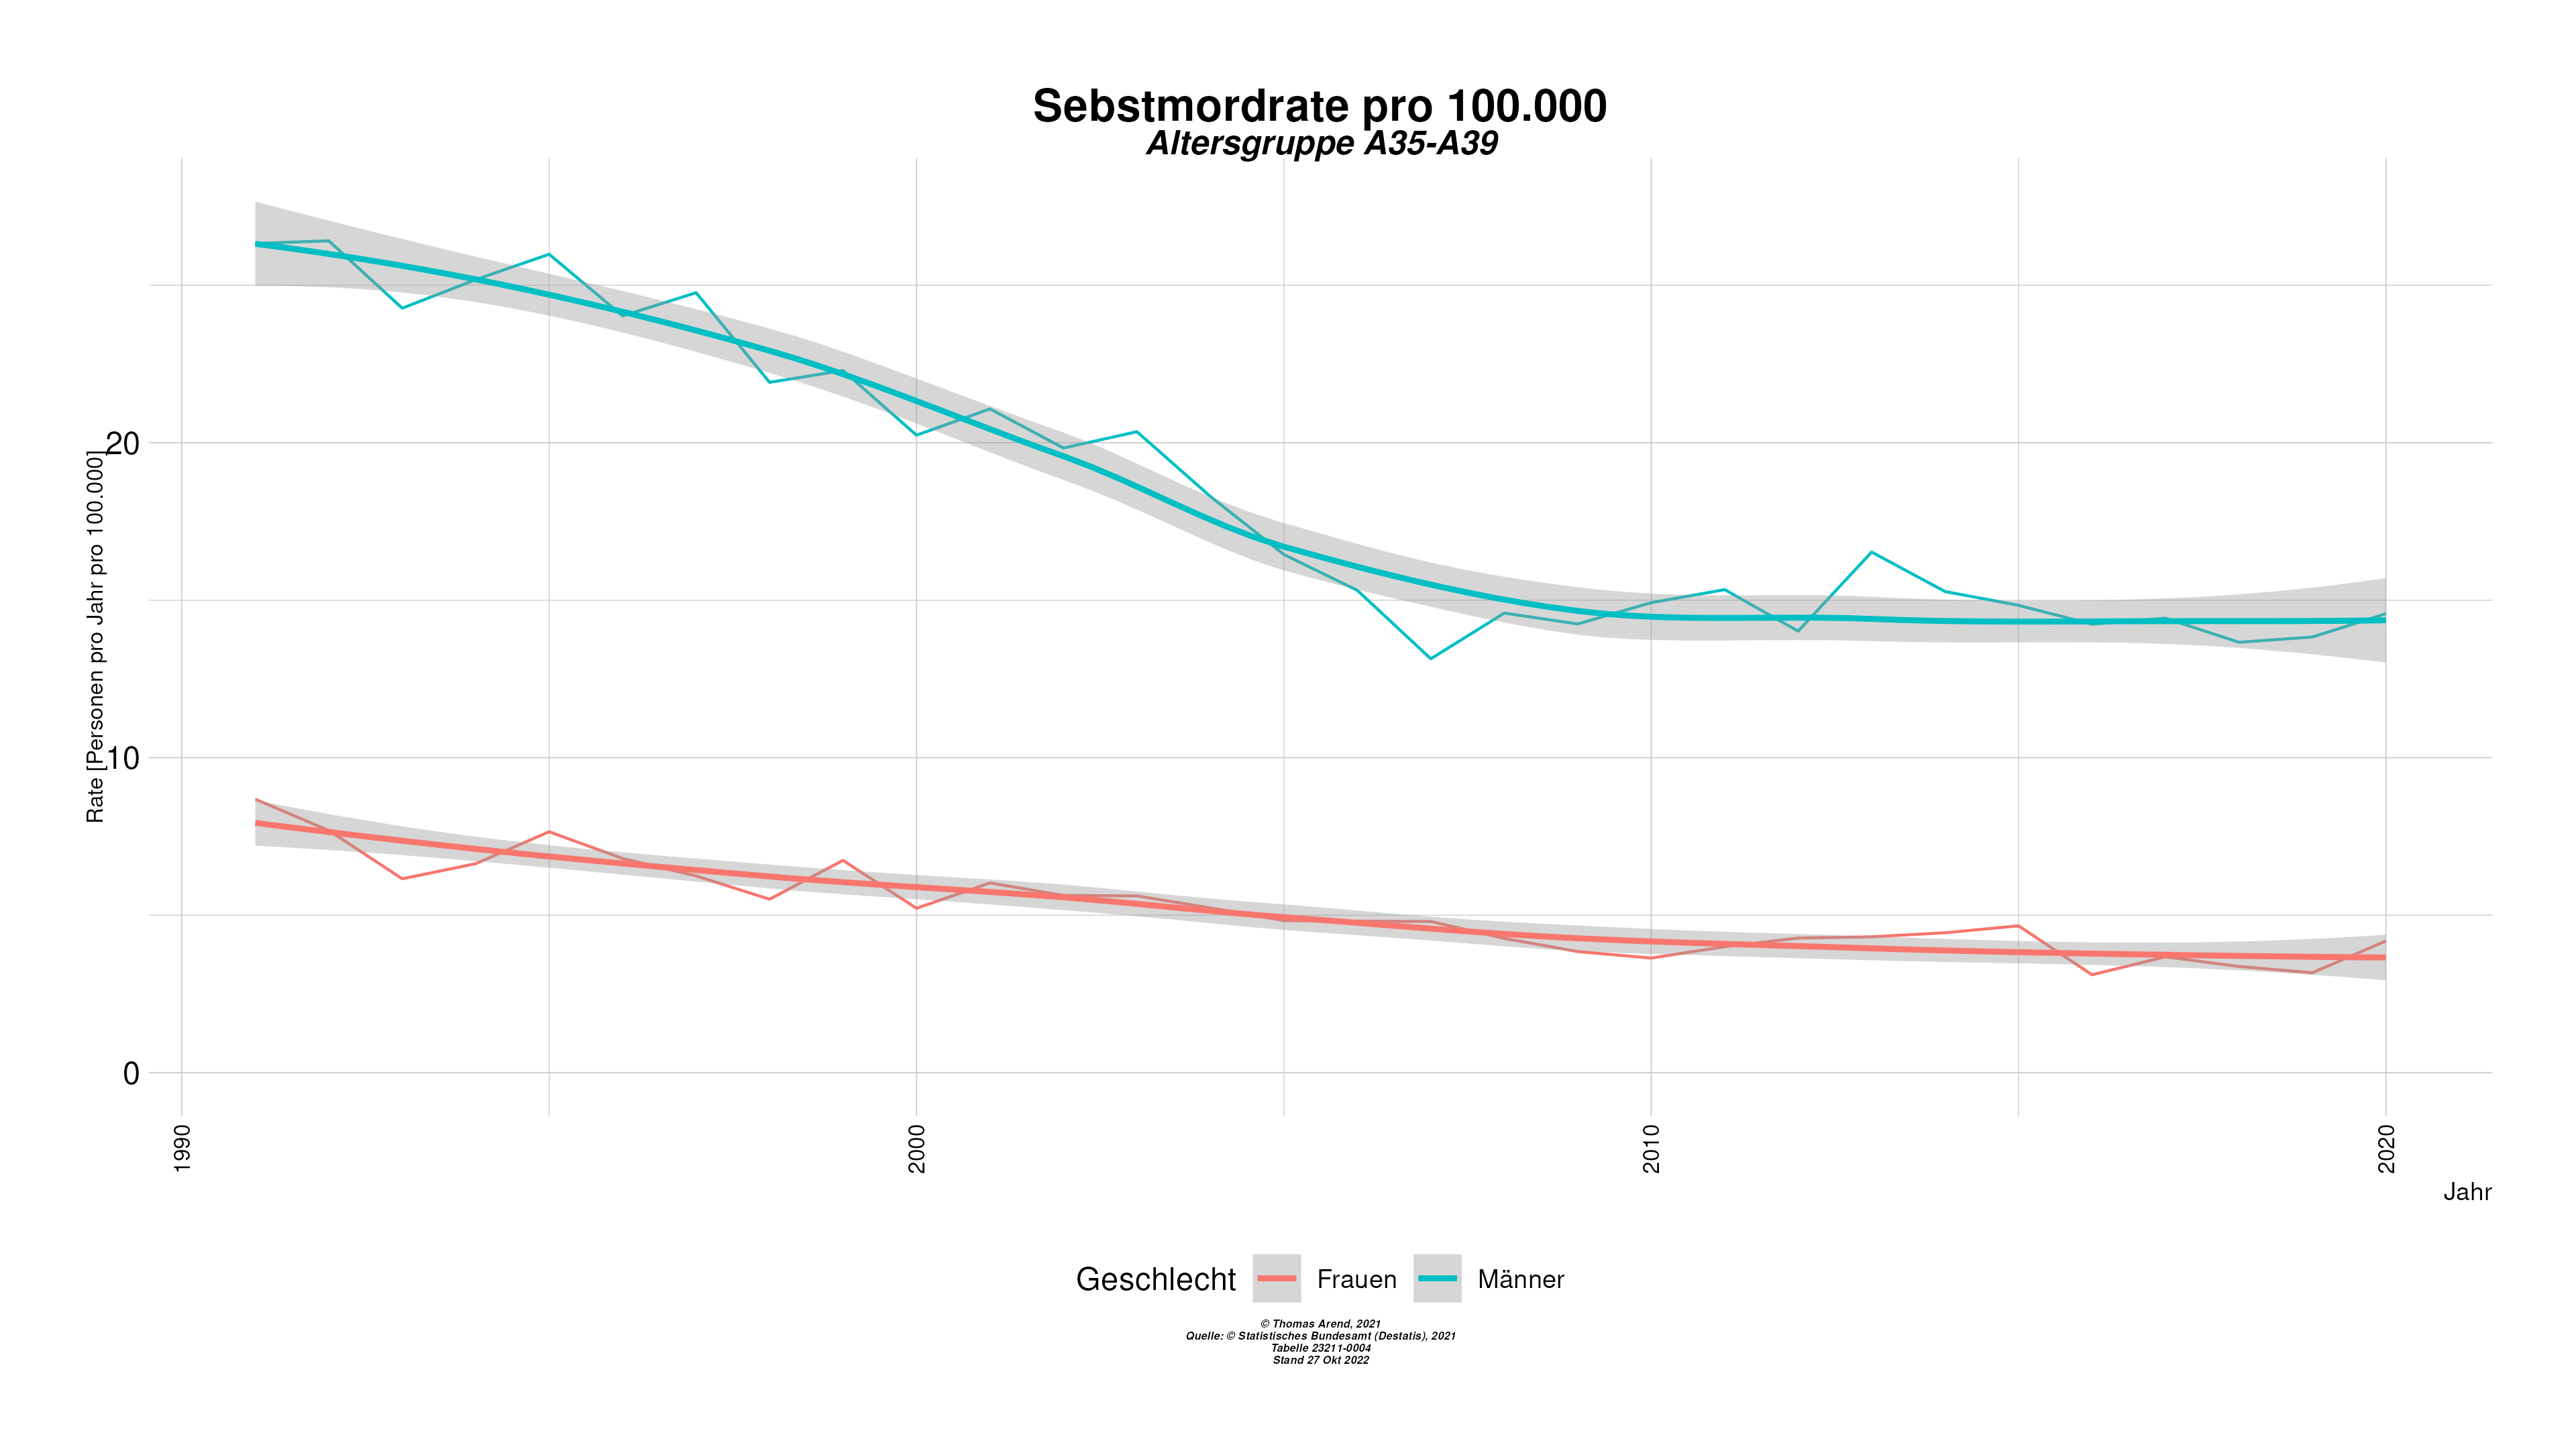 Sebstmordrate pro 100.000
Altersgruppe A35-A39
Rate [Personen pro Jahr pro 100.000]
20
10
0
1990
2000
2010
2020
Jahr
Geschlecht Frauen Männer
© Thomas Arend, 2021
Quelle: © Statistisches Bundesamt (Destatis), 2021
Tabelle 23211-0004
Stand 27 Okt 2022